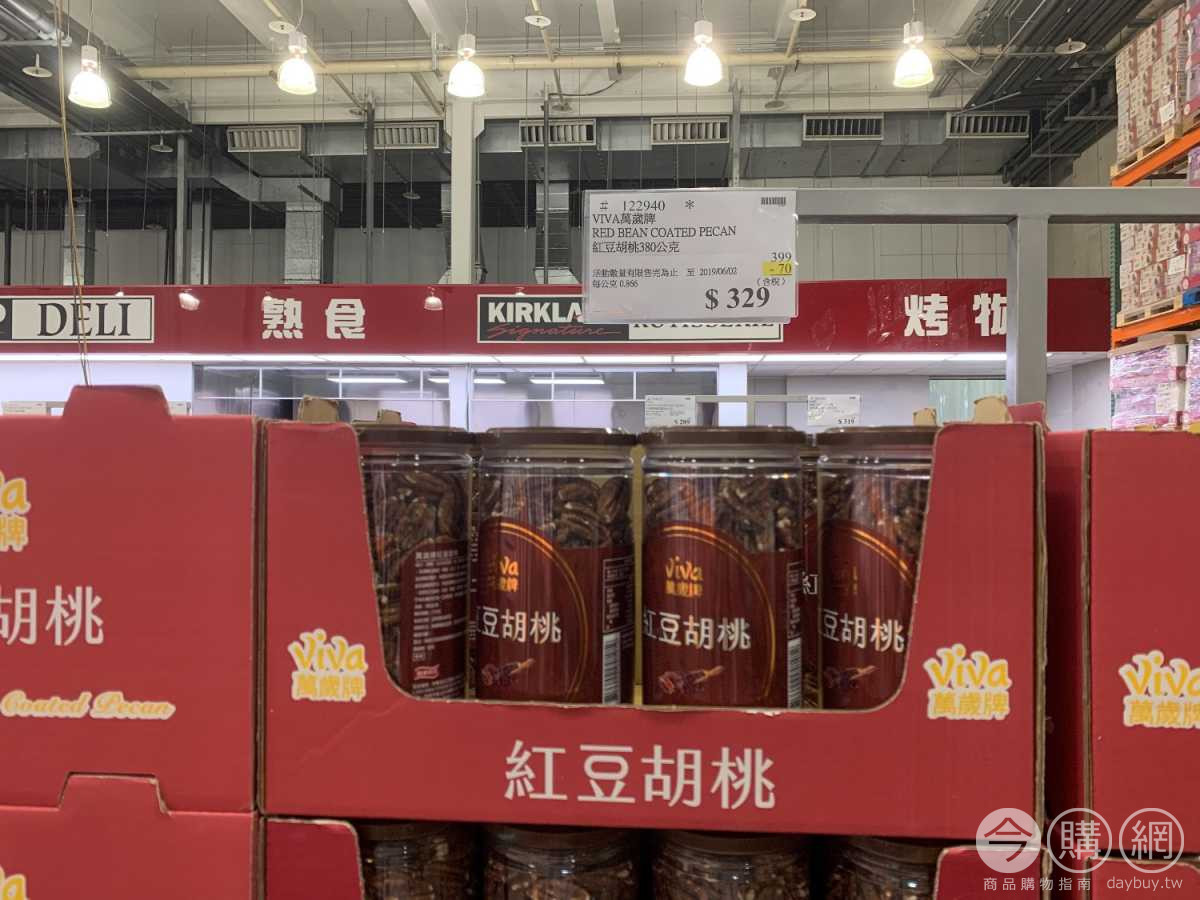 # 122940 *
VIVA萬歲牌
RED BEAN COATED PECAN
紅豆胡桃380公克
399
- 70
活動數量有限售完為止 至 2019/06/02
(含稅)
每公克 0.866
$ 329
DELI
熟食
KIRKLA
Signature
ROTISSERIE
烤物
$ 289
$ 319
Viva
萬歲牌
紅豆胡桃
Viva
萬歲牌
紅豆胡桃
豆胡桃
胡桃
Coated Pecan
Viva
萬歲牌
Viva
萬歲牌
Viva
萬歲牌
紅豆胡桃
今購網
商品購物指南 daybuy.tw